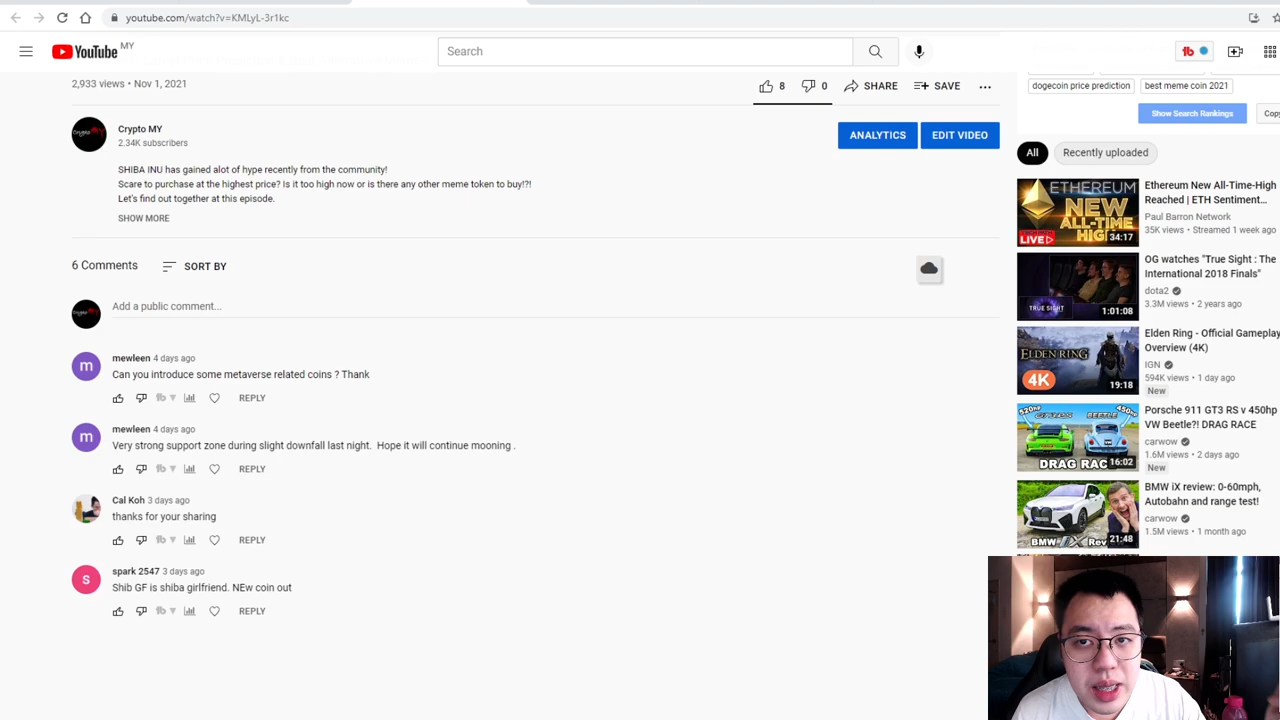 youtube.com/watch?v=KMLyL-3r1kc
YouTube MY
Search
2,933 views • Nov 1, 2021
8
0
SHARE
SAVE
Crypto MY
2.34K subscribers
ANALYTICS
EDIT VIDEO
SHIBA INU has gained alot of hype recently from the community!
Scare to purchase at the highest price? Is it too high now or is there any other meme token to buy!?!
Let's find out together at this episode.
SHOW MORE
6 Comments
SORT BY
Add a public comment...
mewleen 4 days ago
Can you introduce some metaverse related coins ? Thank
REPLY
mewleen 4 days ago
Very strong support zone during slight downfall last night. Hope it will continue mooning .
REPLY
Cal Koh 3 days ago
thanks for your sharing
REPLY
spark 2547 3 days ago
Shib GF is shiba girlfriend. NEw coin out
REPLY
dogecoin price prediction
best meme coin 2021
Show Search Rankings
Copy
All
Recently uploaded
ETHEREUM
NEW
ALL-TIME
HIGH
LIVE
34:17
Ethereum New All-Time-High
Reached | ETH Sentiment...
Paul Barron Network
35K views • Streamed 1 week ago
TRUE SIGHT
1:01:08
OG watches "True Sight : The
International 2018 Finals"
dota2
3.3M views • 2 years ago
ELDEN RING
4K
19:18
Elden Ring - Official Gameplay
Overview (4K)
IGN
594K views • 1 day ago
New
520HP
450HP
DRAG RAC
16:02
Porsche 911 GT3 RS v 450hp
VW Beetle?! DRAG RACE
carwow
1.6M views • 2 days ago
New
BMW iX Rev
21:48
BMW iX review: 0-60mph,
Autobahn and range test!
carwow
1.5M views • 1 month ago